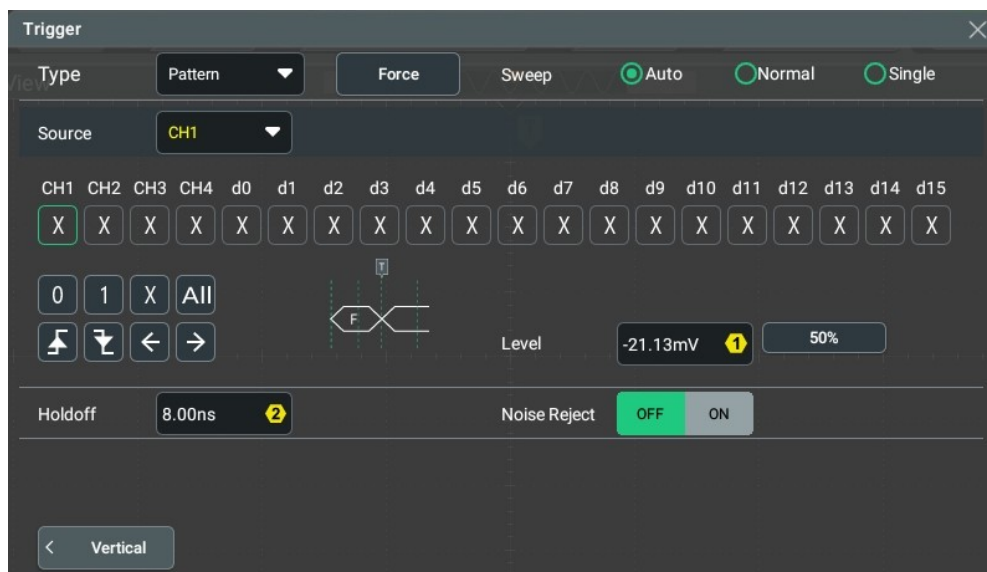 Trigger
View
Type Pattern Force Sweep Auto Normal Single
Source CH1
CH1 CH2 CH3 CH4 d0 d1 d2 d3 d4 d5 d6 d7 d8 d9 d10 d11 d12 d13 d14 d15
X X X X X X X X X X X X X X X X X X X X
T
0 1 X All
F
Level -21.13mV 1 50%
Holdoff 8.00ns 2 Noise Reject OFF ON
Vertical